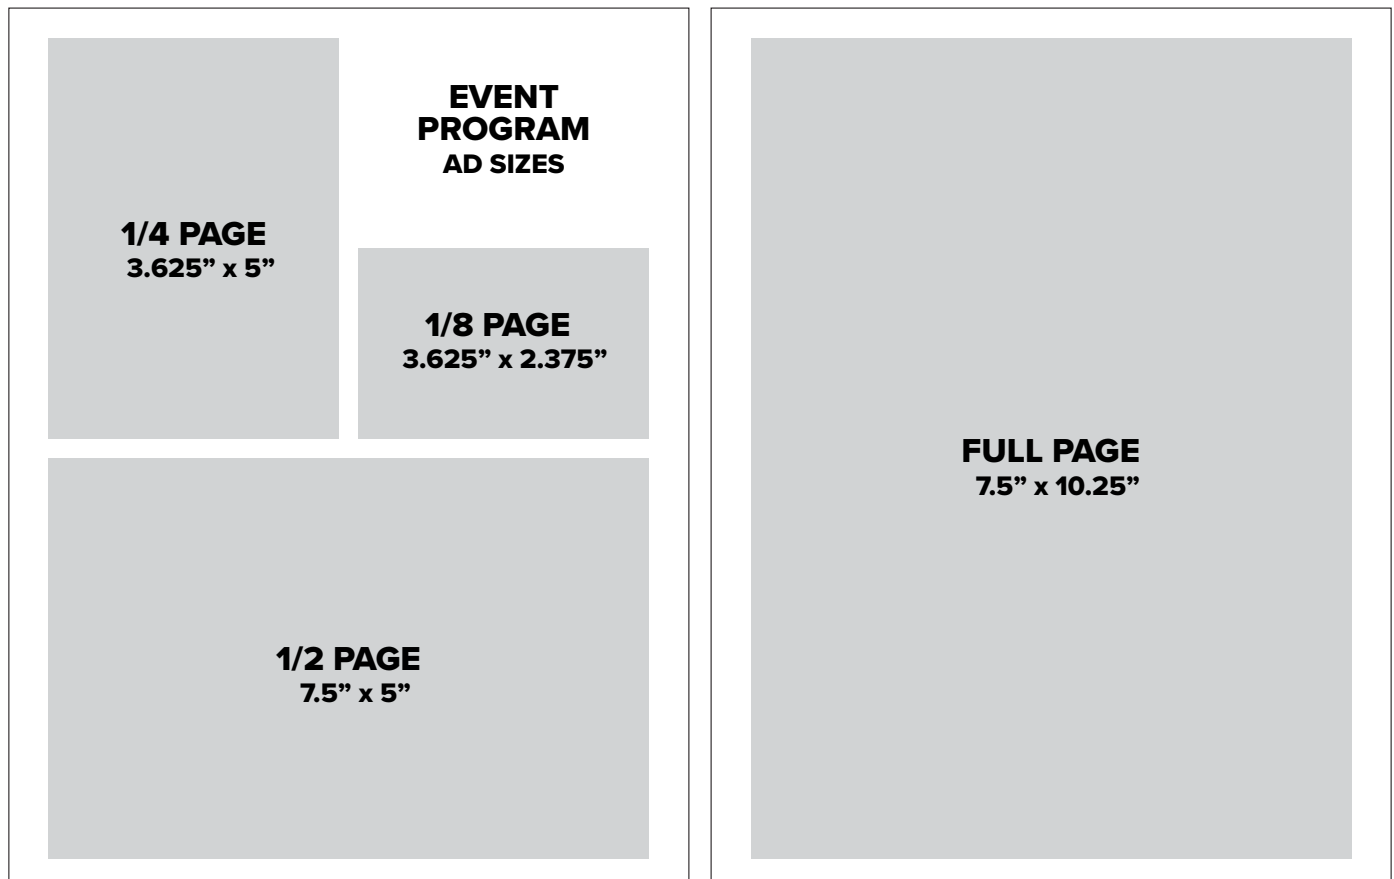 EVENT
PROGRAM
AD SIZES
1/4 PAGE
3.625” x 5”
1/8 PAGE
3.625” x 2.375”
1/2 PAGE
7.5” x 5”
FULL PAGE
7.5” x 10.25”